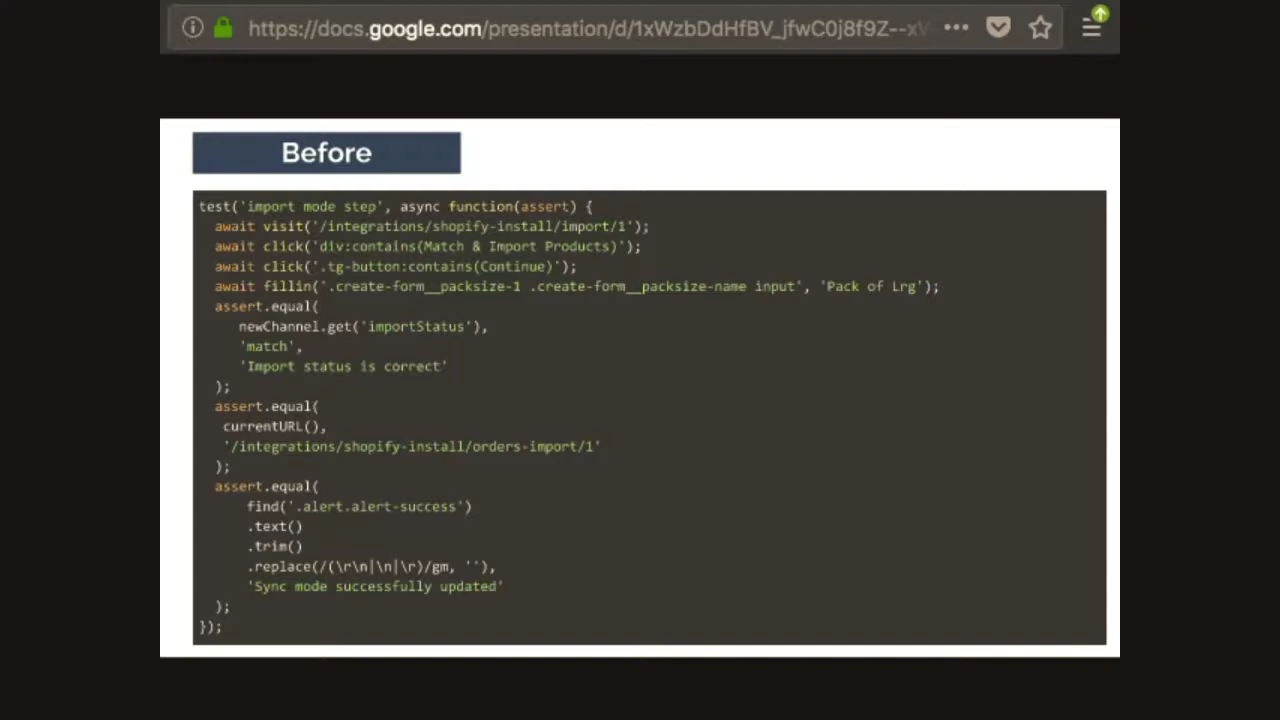 https://docs.google.com/presentation/d/1xWzbDdHfBV_jfwC0j8f9Z--x
Before
test('import mode step', async function(assert) {
  await visit('/integrations/shopify-install/import/1');
  await click('div:contains(Match & Import Products)');
  await click('.tg-button:contains(Continue)');
  await fillin('.create-form__packsize-1 .create-form__packsize-name input', 'Pack of Lrg');
  assert.equal(
     newChannel.get('importStatus'),
     'match',
     'Import status is correct'
  );
  assert.equal(
   currentURL(),
   '/integrations/shopify-install/orders-import/1'
  );
  assert.equal(
      find('.alert.alert-success')
      .text()
      .trim()
      .replace(/(\r\n|\n|\r)/gm, ''),
      'Sync mode successfully updated'
  );
});